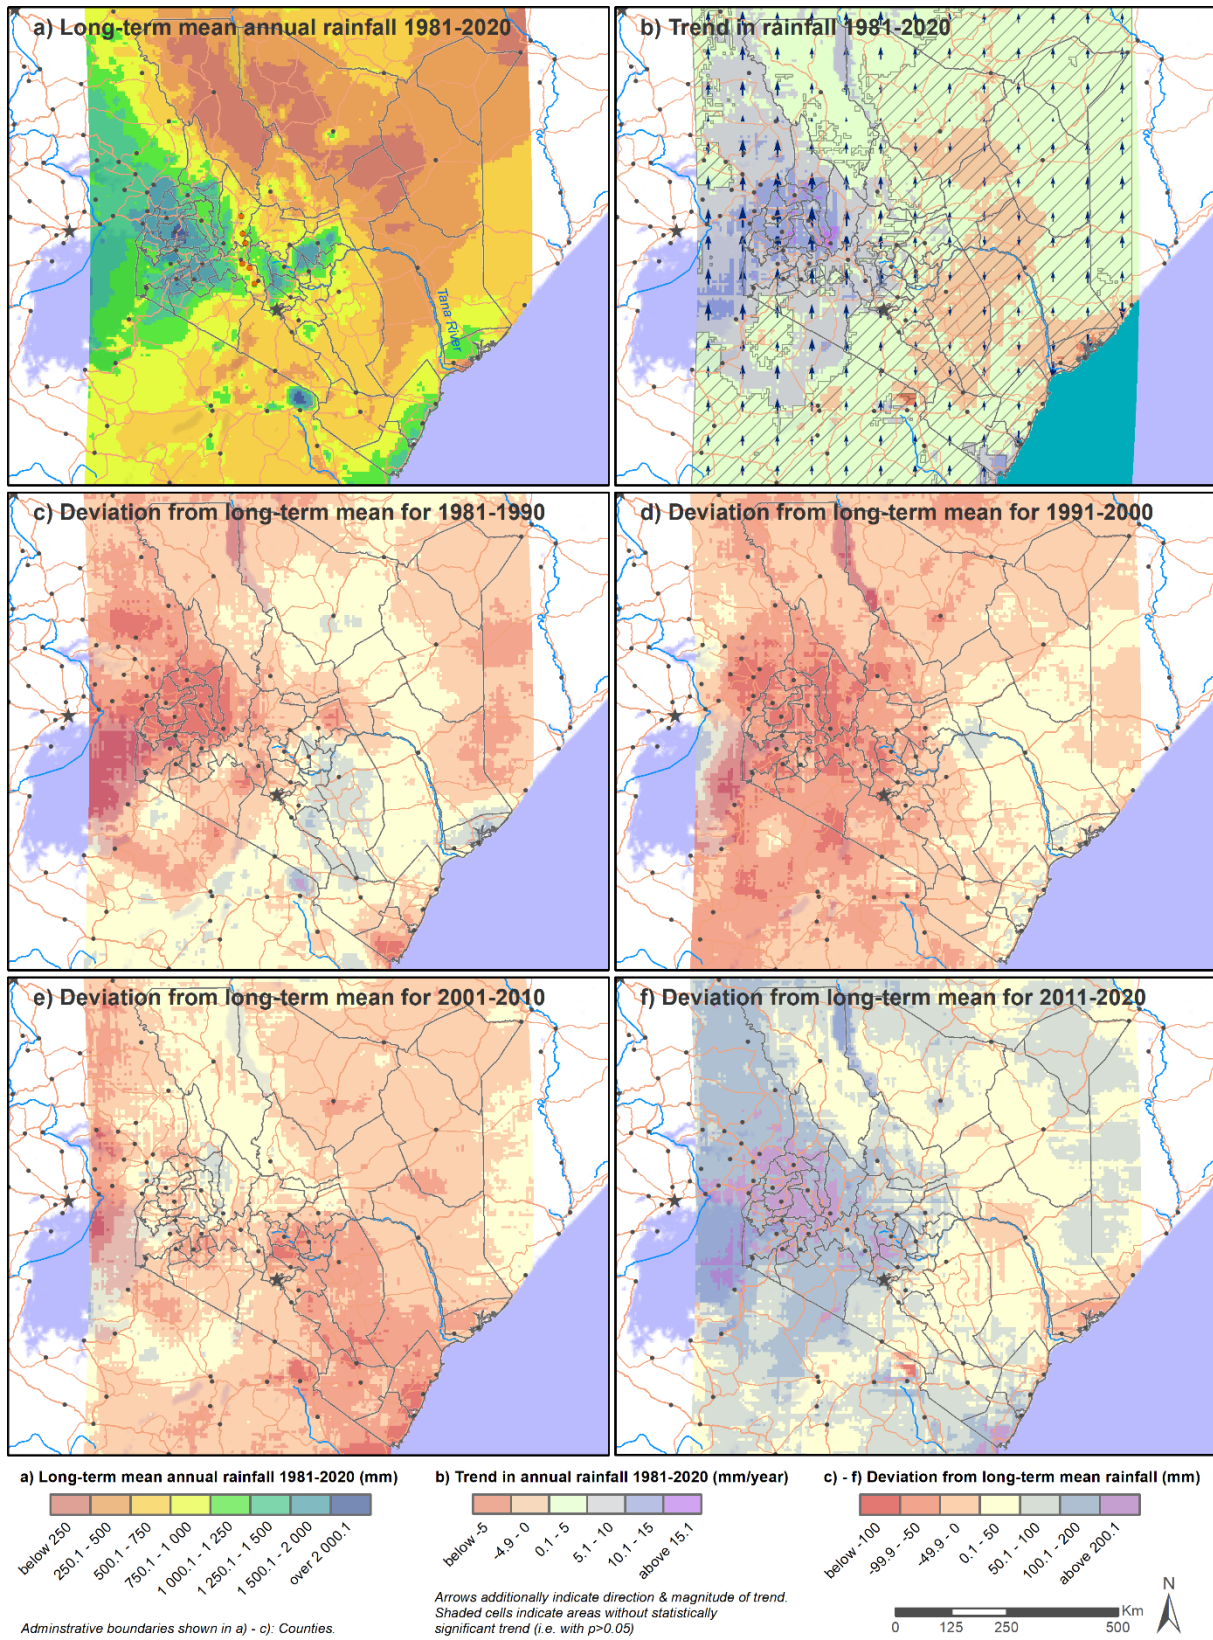 a) Long-term mean annual rainfall 1981-2020
b) Trend in rainfall 1981-2020
Tana River
c) Deviation from long-term mean for 1981-1990
d) Deviation from long-term mean for 1991-2000
e) Deviation from long-term mean for 2001-2010
f) Deviation from long-term mean for 2011-2020
a) Long-term mean annual rainfall 1981-2020 (mm)
below 250
250.1 - 500
500.1 - 750
750.1 - 1 000
1 000.1 - 1 250
1 250.1 - 1 500
1 500.1 - 2 000
over 2 000.1
Adminstrative boundaries shown in a) - c): Counties.
b) Trend in annual rainfall 1981-2020 (mm/year)
below -5
-4.9 - 0
0.1 - 5
5.1 - 10
10.1 - 15
above 15.1
Arrows additionally indicate direction & magnitude of trend.
Shaded cells indicate areas without statistically
significant trend (i.e. with p>0.05)
c) - f) Deviation from long-term mean rainfall (mm)
below -100
-99.9 - -50
-49.9 - 0
0.1 - 50
50.1 - 100
100.1 - 200
above 200.1
N
Km
0 125 250 500